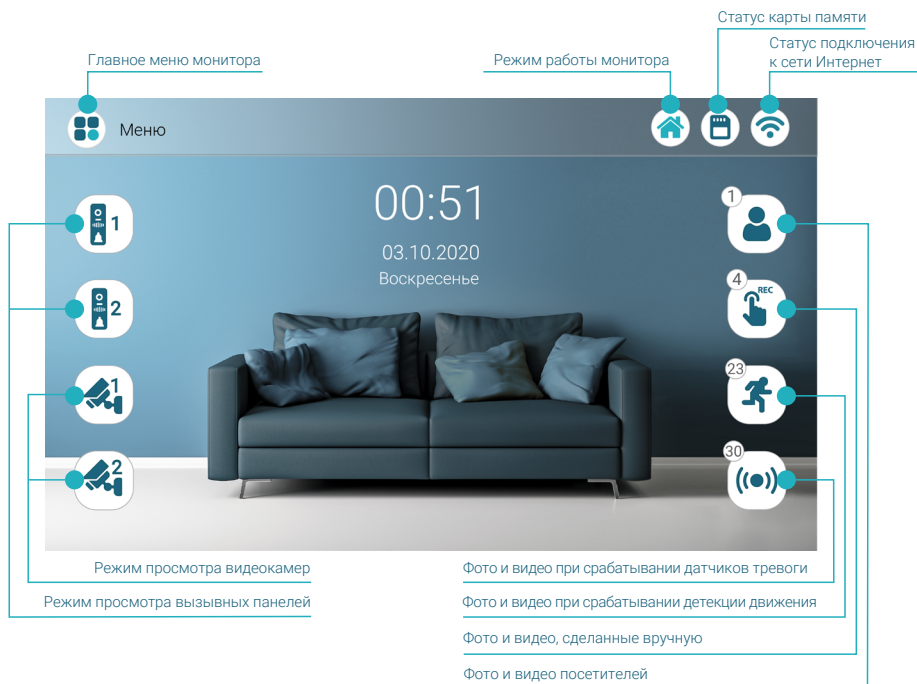 Статус карты памяти
Статус подключения
к сети Интернет
Главное меню монитора
Режим работы монитора
Меню
00:51
03.10.2020
Воскресенье
1
1
2
4
REC
1
23
2
30
Режим просмотра видеокамер
Режим просмотра вызывных панелей
Фото и видео при срабатывании датчиков тревоги
Фото и видео при срабатывании детекции движения
Фото и видео, сделанные вручную
Фото и видео посетителей